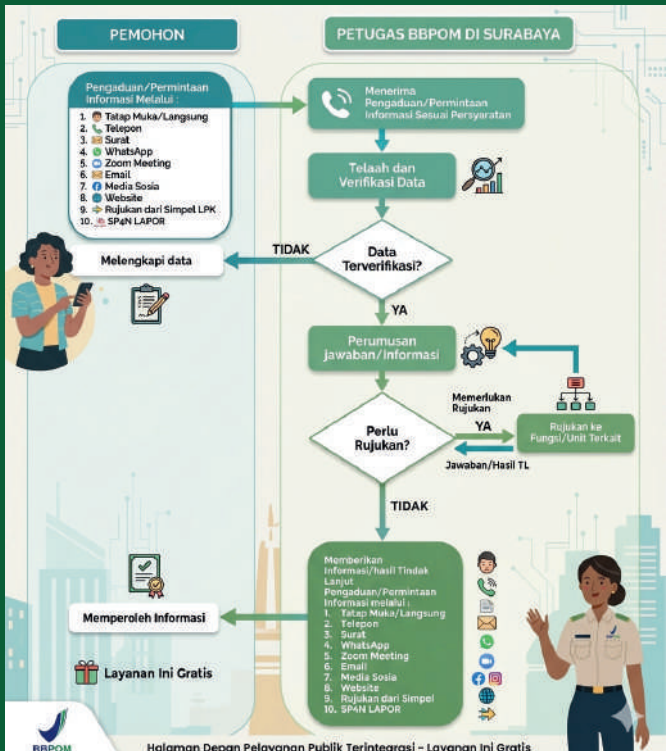 PEMOHON
PETUGAS BBPOM DI SURABAYA
Pengaduan/Permintaan
Informasi Melalui :
1. Tatap Muka/Langsung
2. Telepon
3. Surat
4. WhatsApp
5. Zoom Meeting
6. Email
7. Media Sosia
8. Website
9. Rujukan dari Simpel LPK
10. SP4N LAPOR
Menerima
Pengaduan/Permintaan
Informasi Sesuai Persyaratan
Telaah dan
Verifikasi Data
Data
Terverifikasi?
TIDAK
Melengkapi data
YA
Perumusan
Jawaban/Informasi
Perlu
Rujukan?
Memerlukan
Rujukan
YA
Rujukan ke
Fungsi/Unit Terkait
Jawaban/Hasil TL
TIDAK
Memberikan
Informasi/hasil Tindak
Lanjut
Pengaduan/Permintaan
Informasi melalui :
1. Tatap Muka/Langsung
2. Telepon
3. Surat
4. WhatsApp
5. Zoom Meeting
6. Email
7. Media Sosia
8. Website
9. Rujukan dari Simpel
10. SP4N LAPOR
Memperoleh Informasi
Layanan Ini Gratis
BBPOM
Halaman Depan Pelayanan Publik Terintegrasi - Layanan Ini Gratis